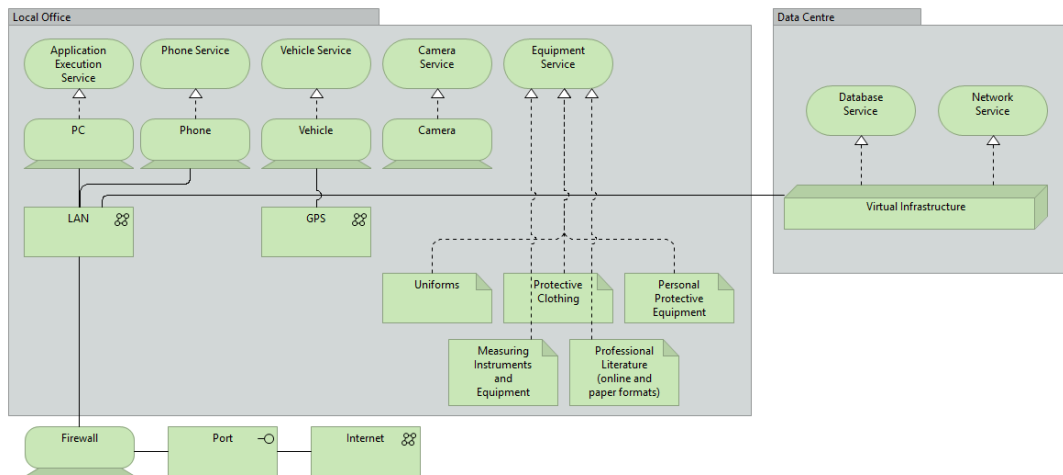 Local Office
Data Centre
Application
Execution
Service
Phone Service
Vehicle Service
Camera
Service
Equipment
Service
Database
Service
Network
Service
PC
Phone
Vehicle
Camera
LAN
GPS
Virtual Infrastructure
Uniforms
Protective
Clothing
Personal
Protective
Equipment
Measuring
Instruments
and
Equipment
Professional
Literature
(online and
paper formats)
Firewall
Port
Internet